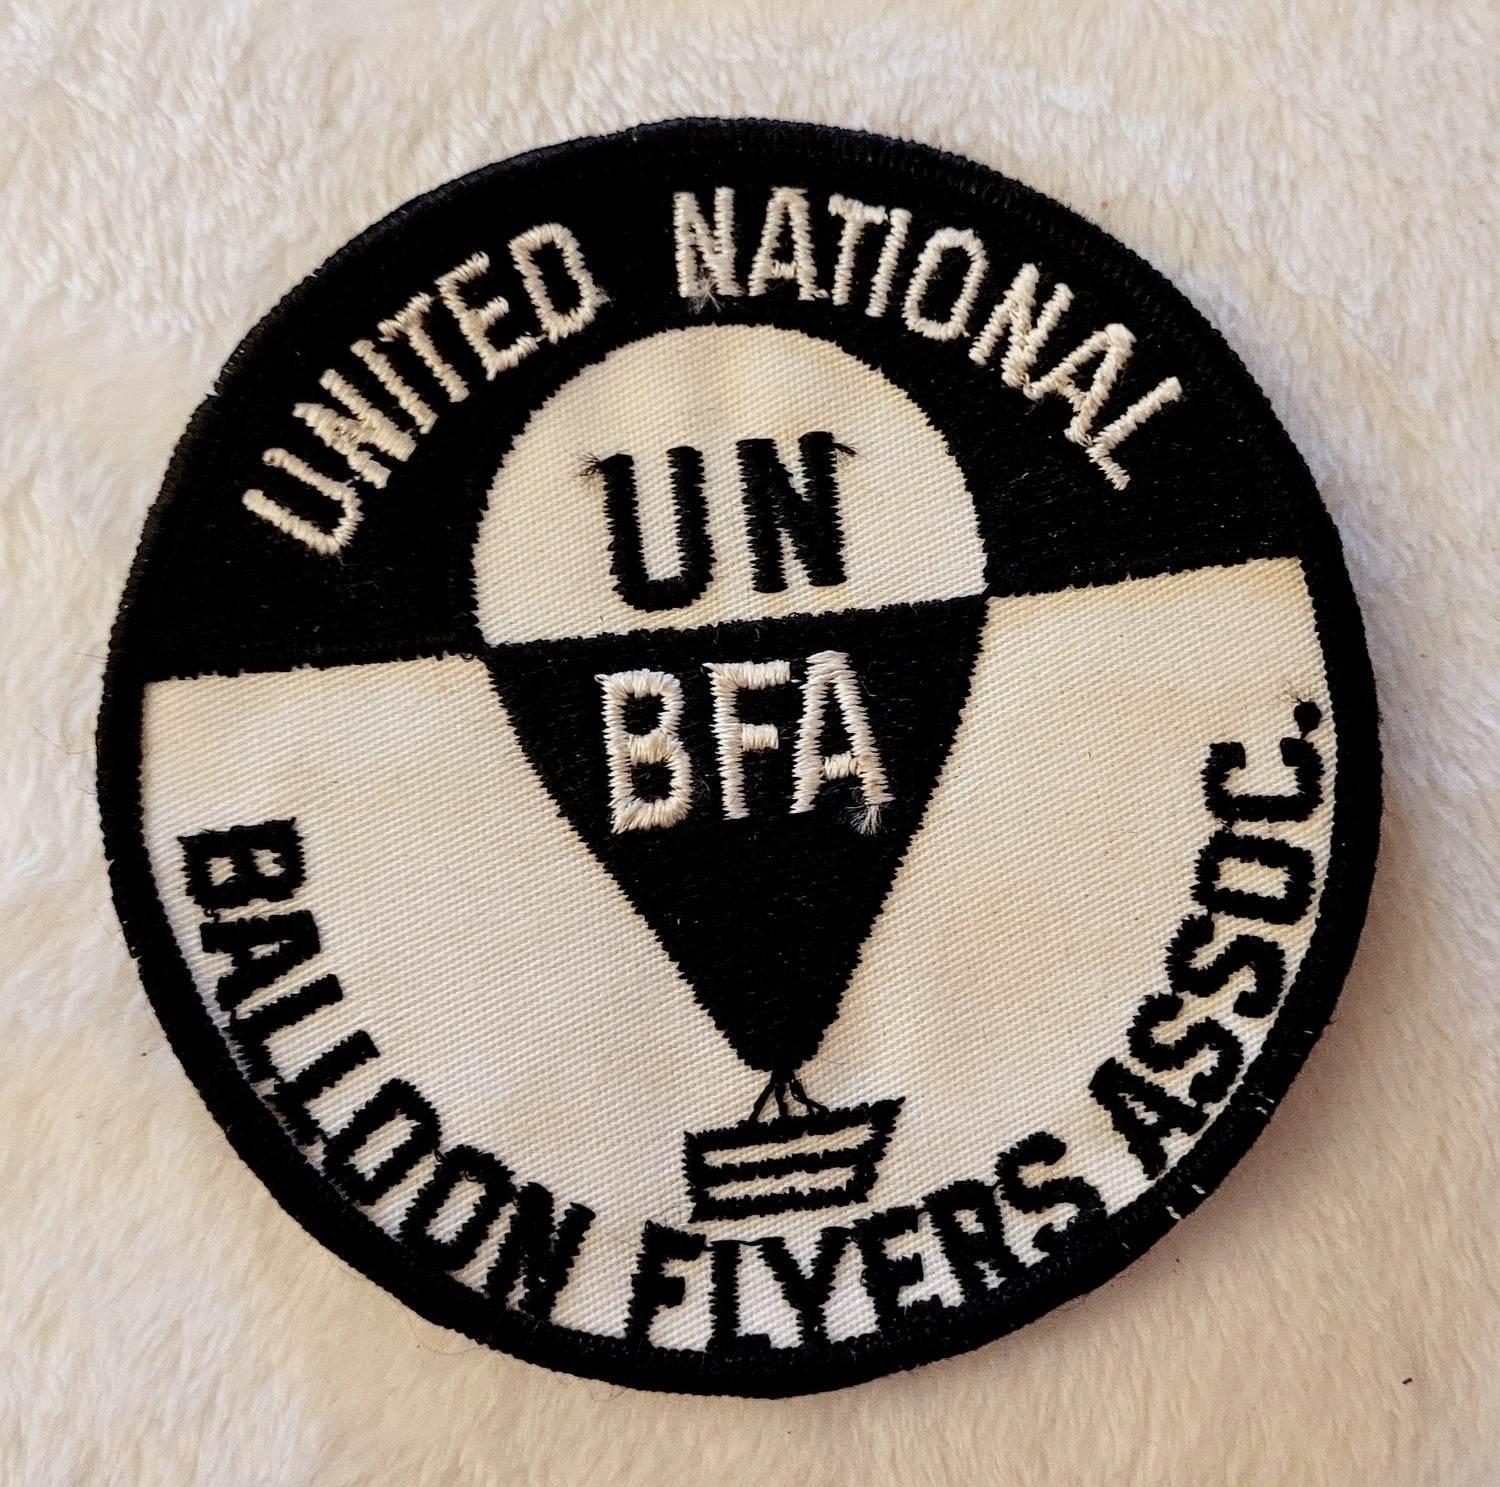 UNITED NATIONAL
UN
BFA
BALLOON FLYERS ASSOC.